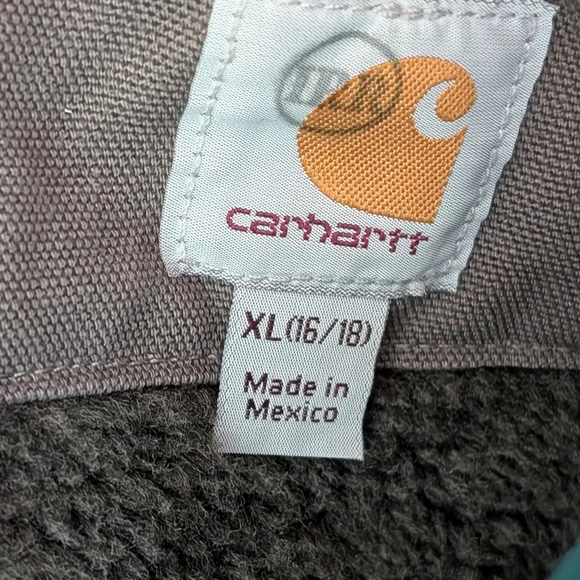 carhartt
XL(16/18)
Made in
Mexico